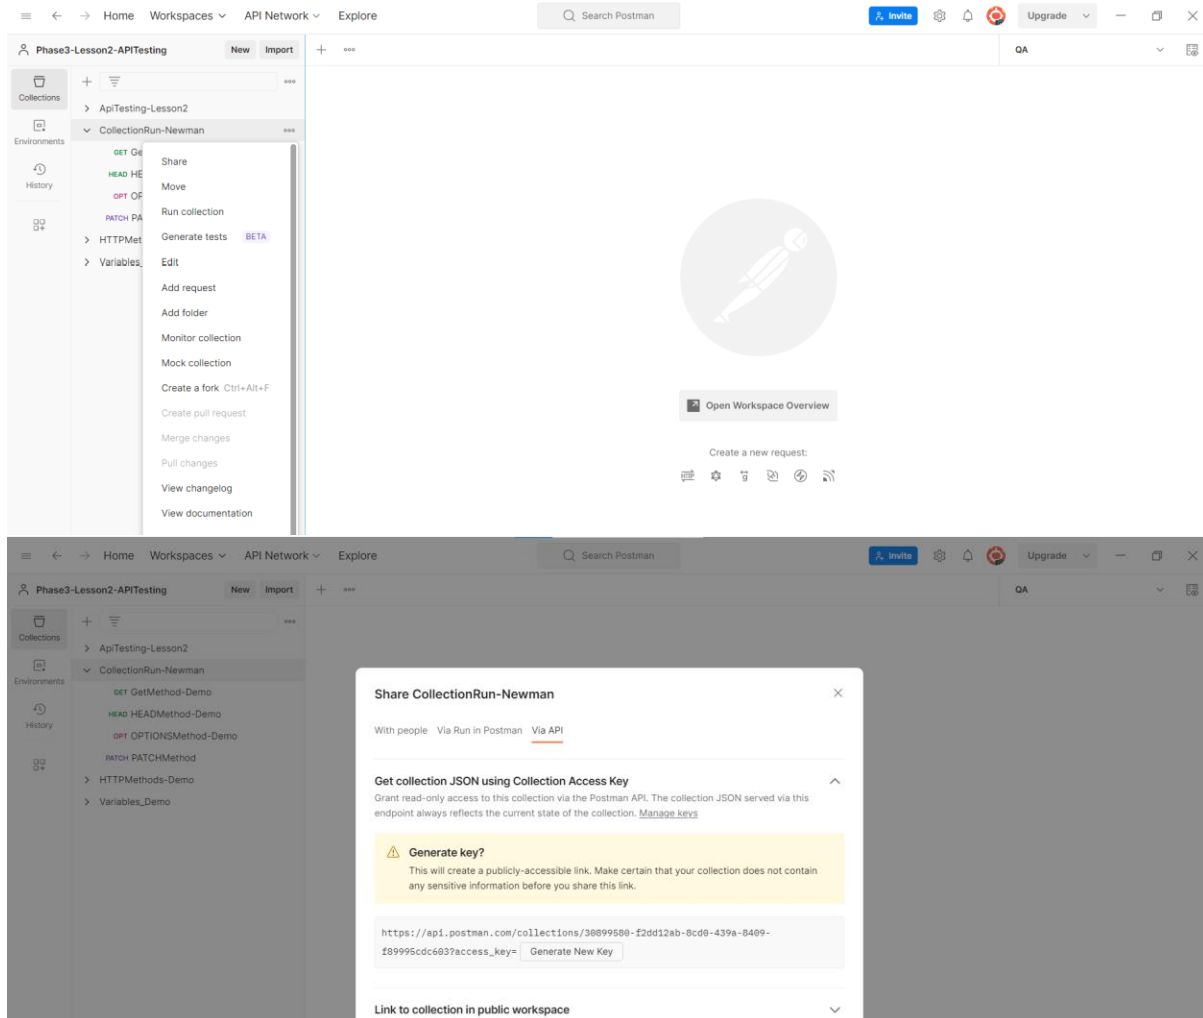 Home Workspaces API Network Explore Search Postman Invite Upgrade
Phase3-Lesson2-APITesting New Import QA
Collections
ApiTesting-Lesson2
CollectionRun-Newman
Environments
GET Ge
HEAD HE
History
OPT OP
PATCH PA
HTTPMet
Variables_
Share
Move
Run collection
Generate tests BETA
Edit
Add request
Add folder
Monitor collection
Mock collection
Create a fork Ctrl+Alt+F
Create pull request
Merge changes
Pull changes
View changelog
View documentation
Open Workspace Overview
Create a new request:
HTTP
Home Workspaces API Network Explore Search Postman Invite Upgrade
Phase3-Lesson2-APITesting New Import QA
Collections
ApiTesting-Lesson2
CollectionRun-Newman
Environments
GET GetMethod-Demo
HEAD HEADMethod-Demo
History
OPT OPTIONSMethod-Demo
PATCH PATCHMethod
HTTPMethods-Demo
Variables_Demo
Share CollectionRun-Newman
With people Via Run in Postman Via API
Get collection JSON using Collection Access Key
Grant read-only access to this collection via the Postman API. The collection JSON served via this
endpoint always reflects the current state of the collection. Manage keys
Generate key?
This will create a publicly-accessible link. Make certain that your collection does not contain
any sensitive information before you share this link.
https://api.postman.com/collections/30899580-f2dd12ab-8cd0-439a-8409-
f89995cdc603?access_key= Generate New Key
Link to collection in public workspace